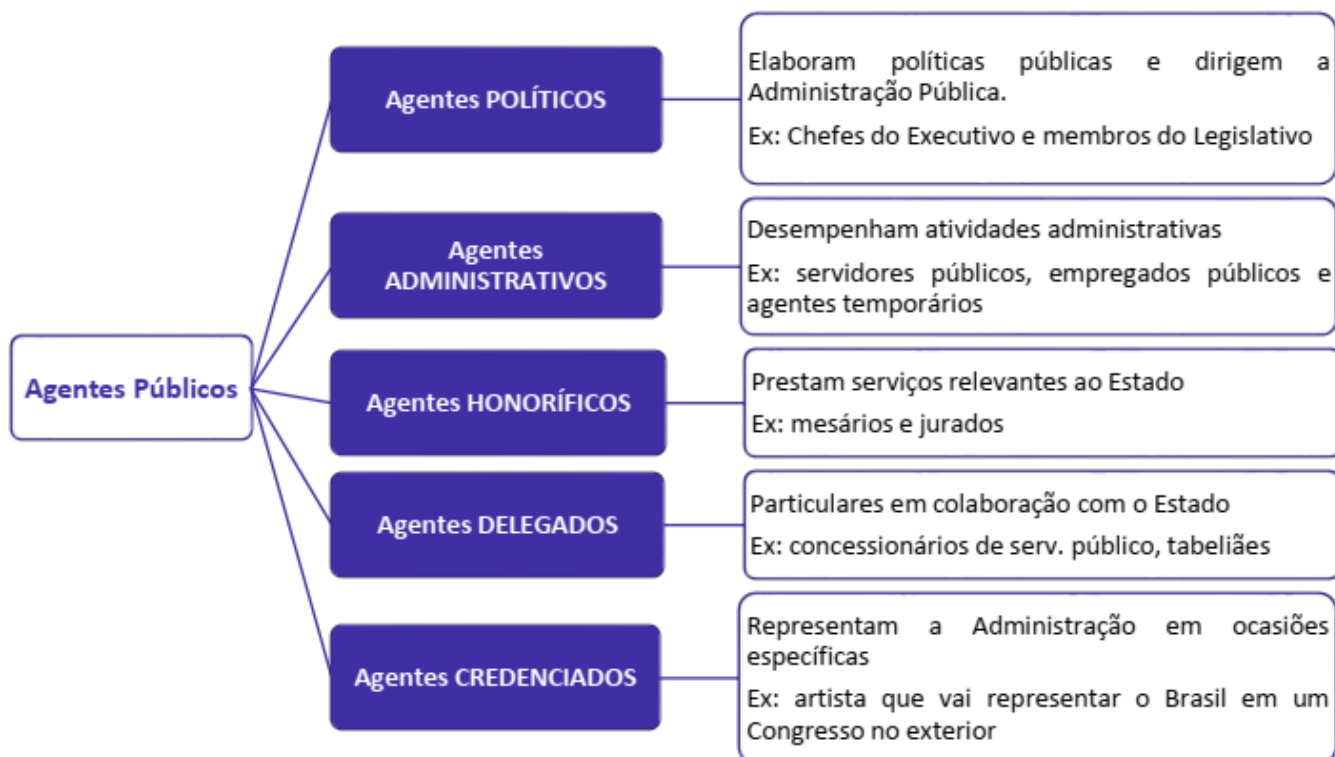 Agentes Públicos
Agentes POLÍTICOS
Elaboram políticas públicas e dirigem a
Administração Pública.
Ex: Chefes do Executivo e membros do Legislativo
Agentes
ADMINISTRATIVOS
Desempenham atividades administrativas
Ex: servidores públicos, empregados públicos e
agentes temporários
Agentes HONORÍFICOS
Prestam serviços relevantes ao Estado
Ex: mesários e jurados
Agentes DELEGADOS
Particulares em colaboração com o Estado
Ex: concessionários de serv. público, tabeliães
Agentes CREDENCIADOS
Representam a Administração em ocasiões
específicas
Ex: artista que vai representar o Brasil em um
Congresso no exterior